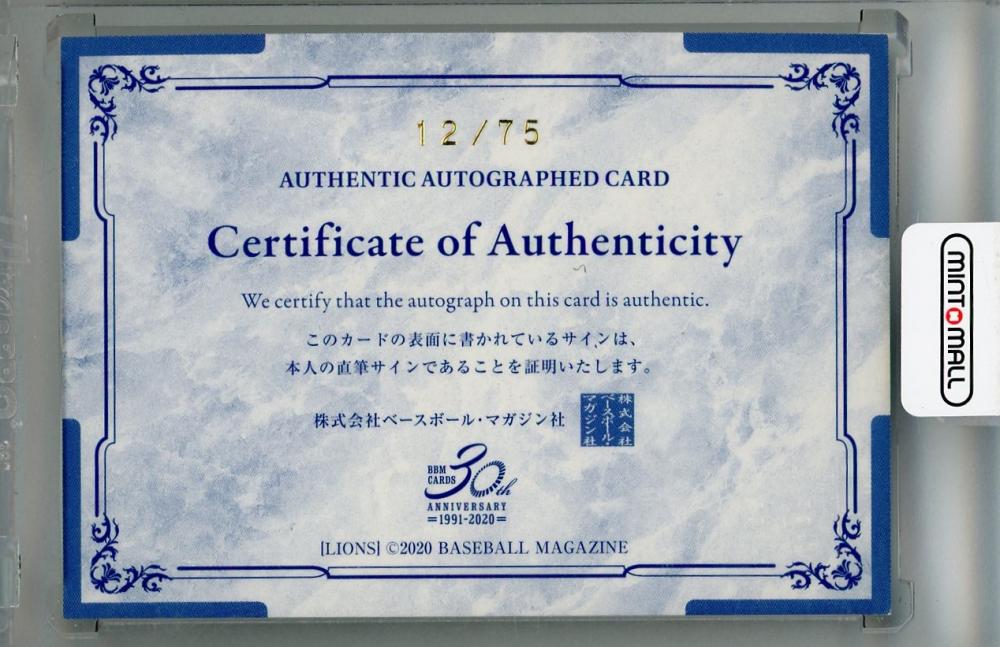 12/75
AUTHENTIC AUTOGRAPHED CARD
Certificate of Authenticity
We certify that the autograph on this card is authentic.
このカードの表面に書かれているサインは、
本人の直筆サインであることを証明いたします。
株式会社ベースボール・マガジン社
株式会社
ベースボール・
マガジン社
BBM
CARDS
30th
ANNIVERSARY
=1991-2020=
[LIONS] ©2020 BASEBALL MAGAZINE
MINT MALL